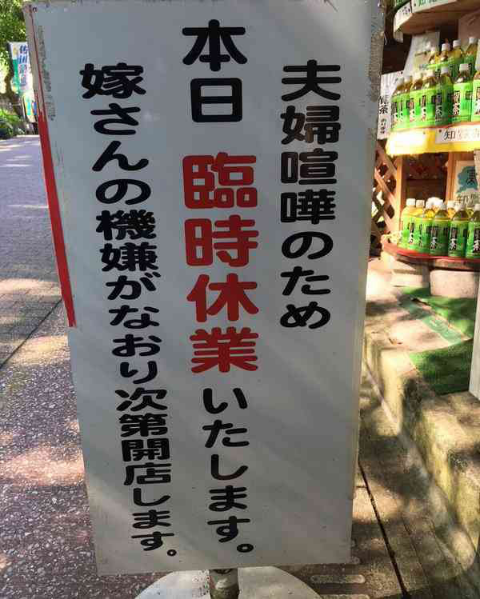 夫婦喧嘩のため
本日 臨時休業いたします。
嫁さんの機嫌がなおり次第開店します。